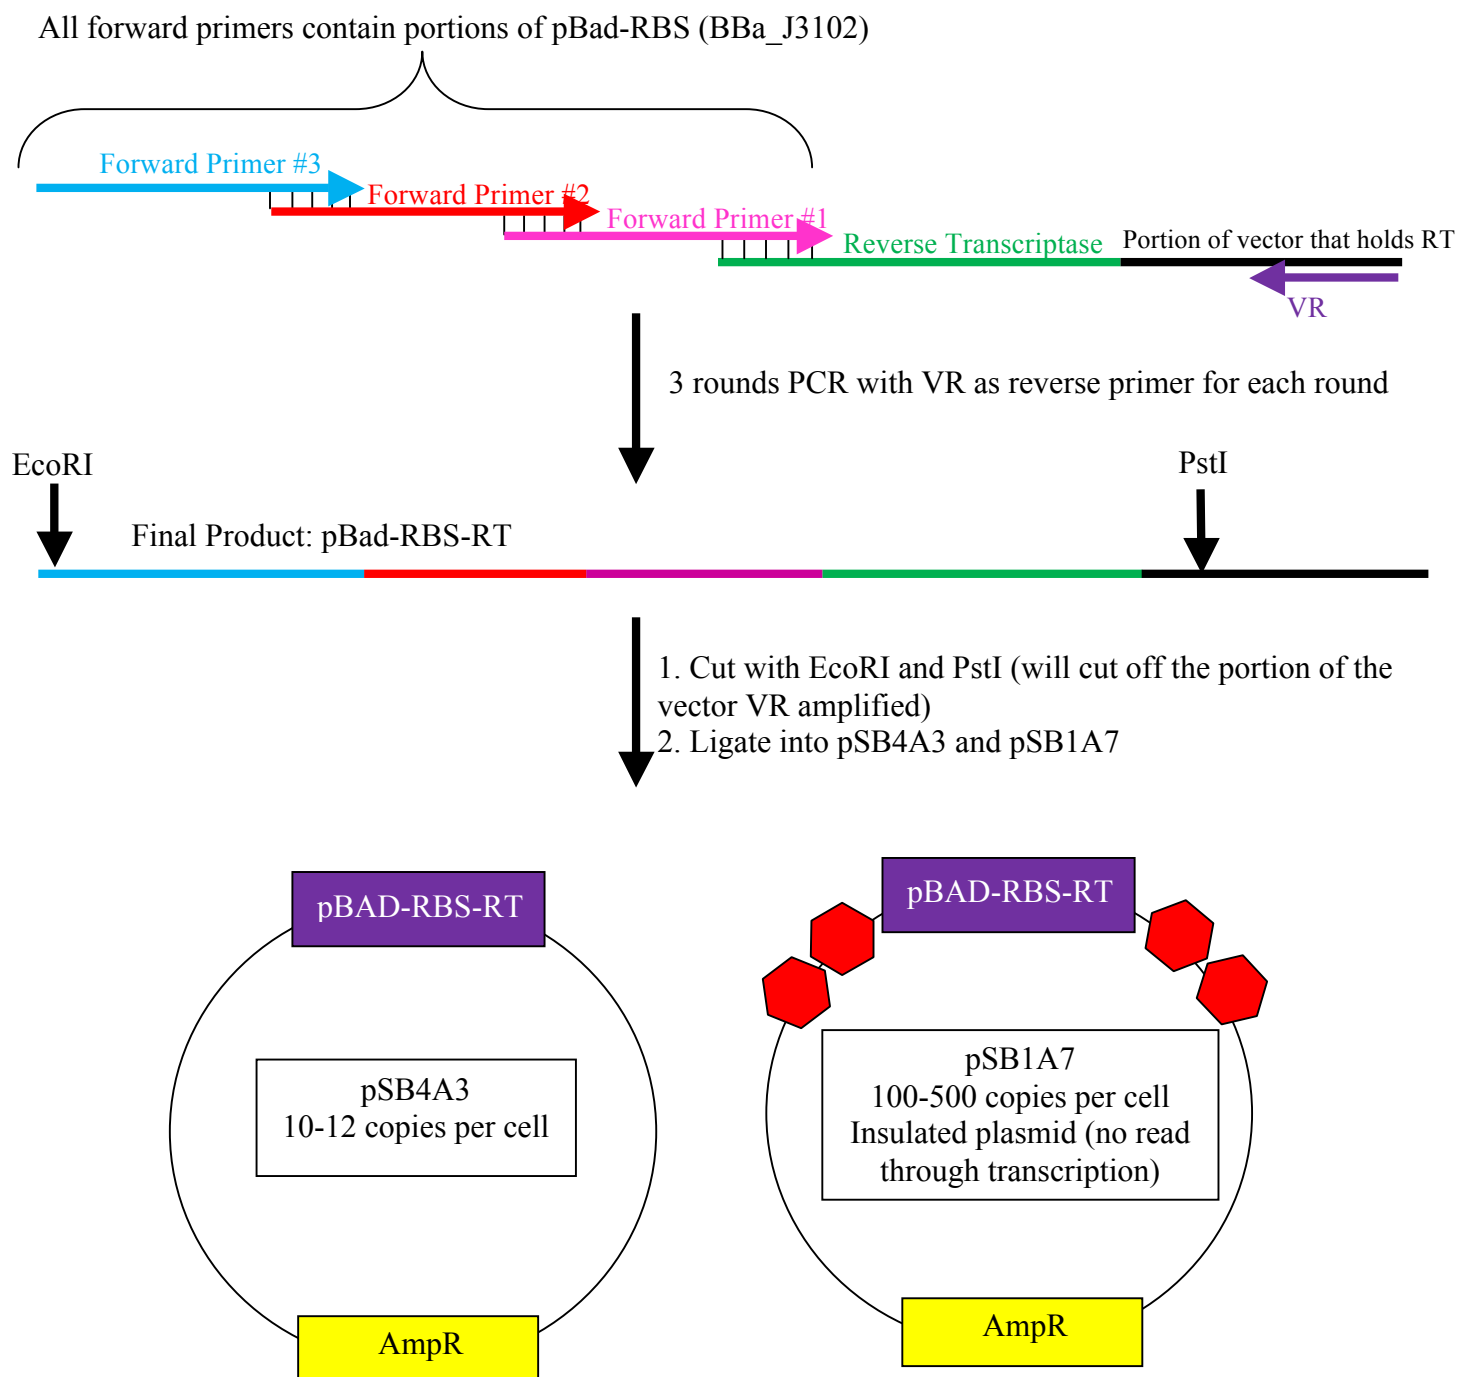 All forward primers contain portions of pBad-RBS (BBa_J3102)
Forward Primer #3
Forward Primer #2
Forward Primer #1
Reverse Transcriptase
Portion of vector that holds RT
VR
3 rounds PCR with VR as reverse primer for each round
EcoRI
PstI
Final Product: pBad-RBS-RT
1. Cut with EcoRI and PstI (will cut off the portion of the
vector VR amplified)
2. Ligate into pSB4A3 and pSB1A7
pBAD-RBS-RT
pSB4A3
10-12 copies per cell
AmpR
pBAD-RBS-RT
pSB1A7
100-500 copies per cell
Insulated plasmid (no read
through transcription)
AmpR